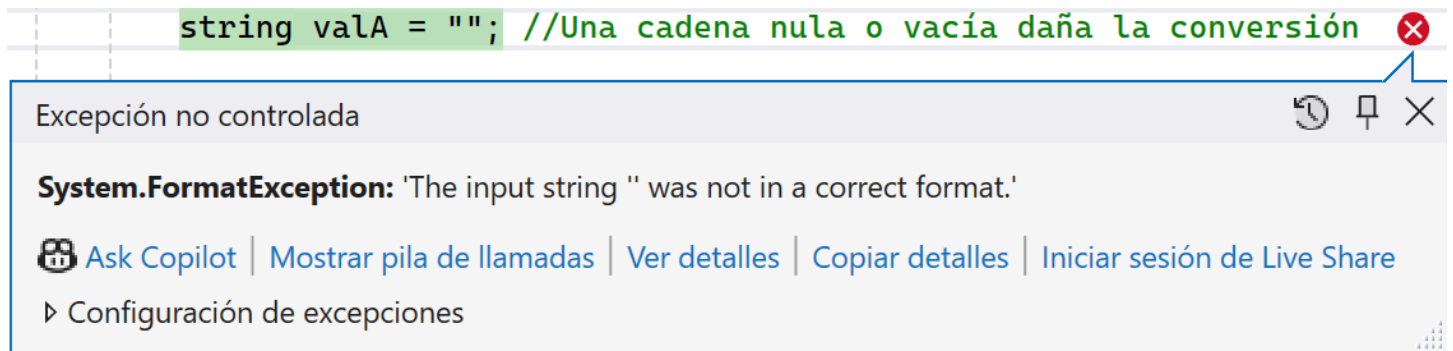 string valA = ""; //Una cadena nula o vacía daña la conversión
Excepción no controlada
System.FormatException: 'The input string '' was not in a correct format.'
Ask Copilot | Mostrar pila de llamadas | Ver detalles | Copiar detalles | Iniciar sesión de Live Share
Configuración de excepciones